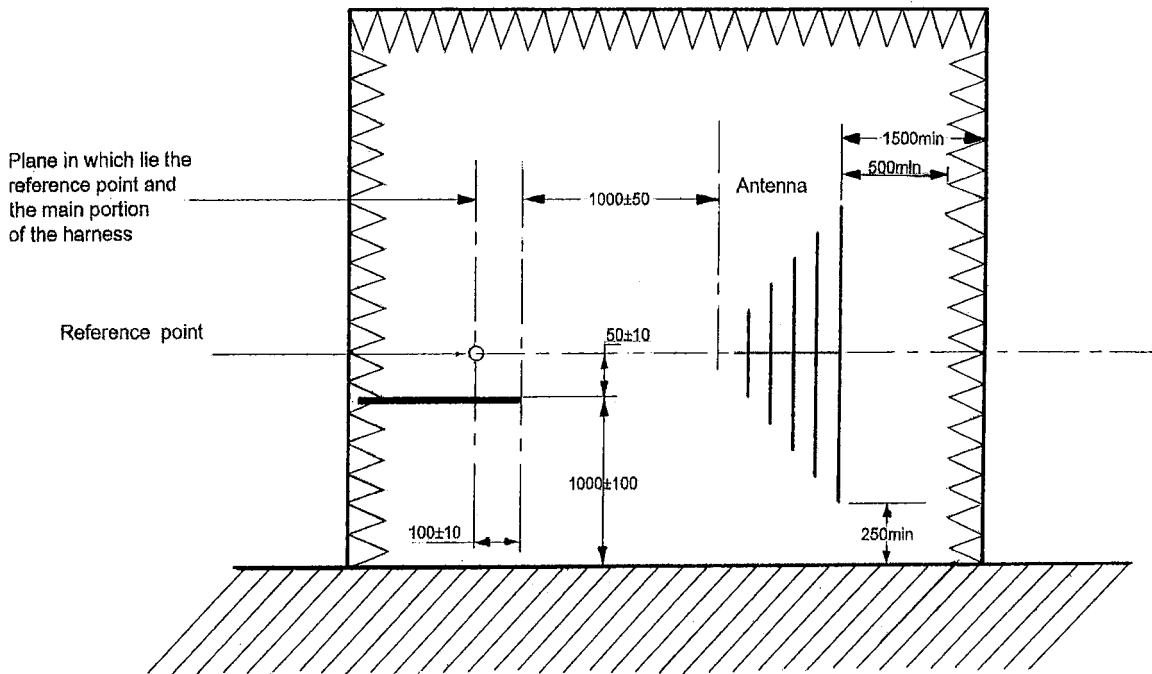 1500min
Plane in which lie the
reference point and
the main portion
of the harness
500min
Antenna
1000±50
Reference point
50±10
1000±100
100±10
250min